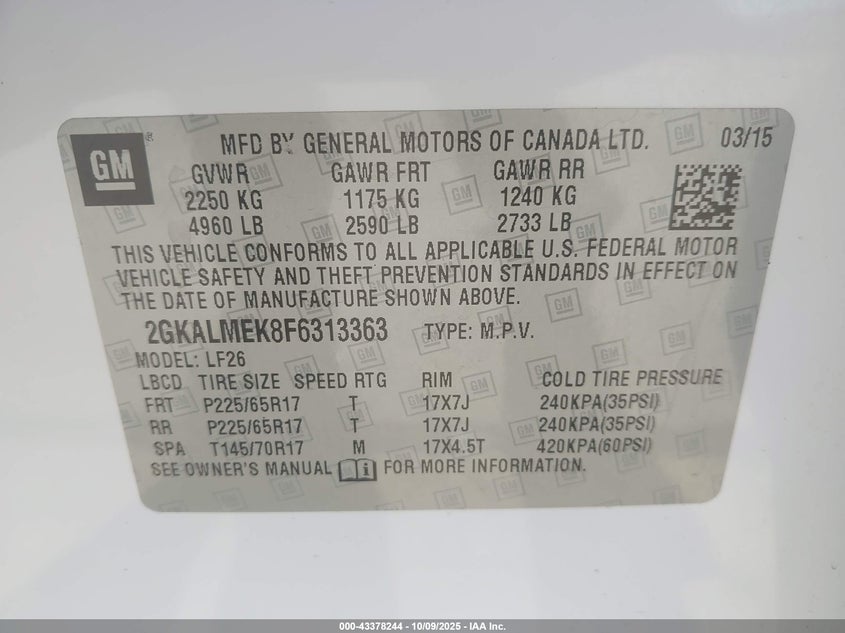 GM
MFD BY GENERAL MOTORS OF CANADA LTD. 03/15
GVWR GAWR FRT GAWR RR
2250 KG 1175 KG 1240 KG
4960 LB 2590 LB 2733 LB
THIS VEHICLE CONFORMS TO ALL APPLICABLE U.S. FEDERAL MOTOR
VEHICLE SAFETY AND THEFT PREVENTION STANDARDS IN EFFECT ON
THE DATE OF MANUFACTURE SHOWN ABOVE.
2GKALMEK8F6313363 TYPE: M.P.V.
MODEL: LF26
LBCD TIRE SIZE SPEED RTG RIM COLD TIRE PRESSURE
FRT P225/65R17 T 17X7J 240KPA(35PSI)
RR P225/65R17 T 17X7J 240KPA(35PSI)
SPA T145/70R17 M 17X4.5T 420KPA(60PSI)
SEE OWNER'S MANUAL FOR MORE INFORMATION.
000-43378244 - 10/09/2025 - IAA Inc.